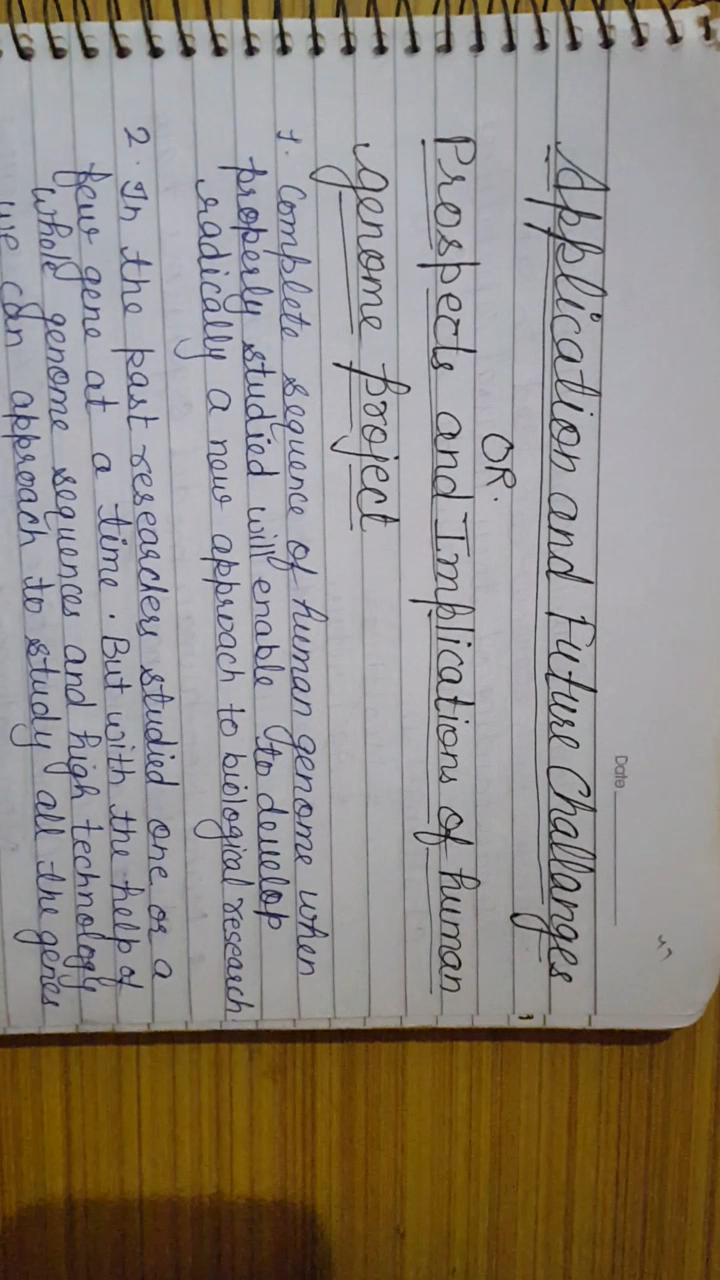 Date
Application and Future Challanges
OR.
Prospects and Implications of human
genome project
1. Complete sequence of human genome when
properly studied will enable to develop
radically a new approach to biological research
2. In the past researchers studied one or a
few gene at a time. But with the help of
whole genome sequences and high technology
we can approach to study all the genes